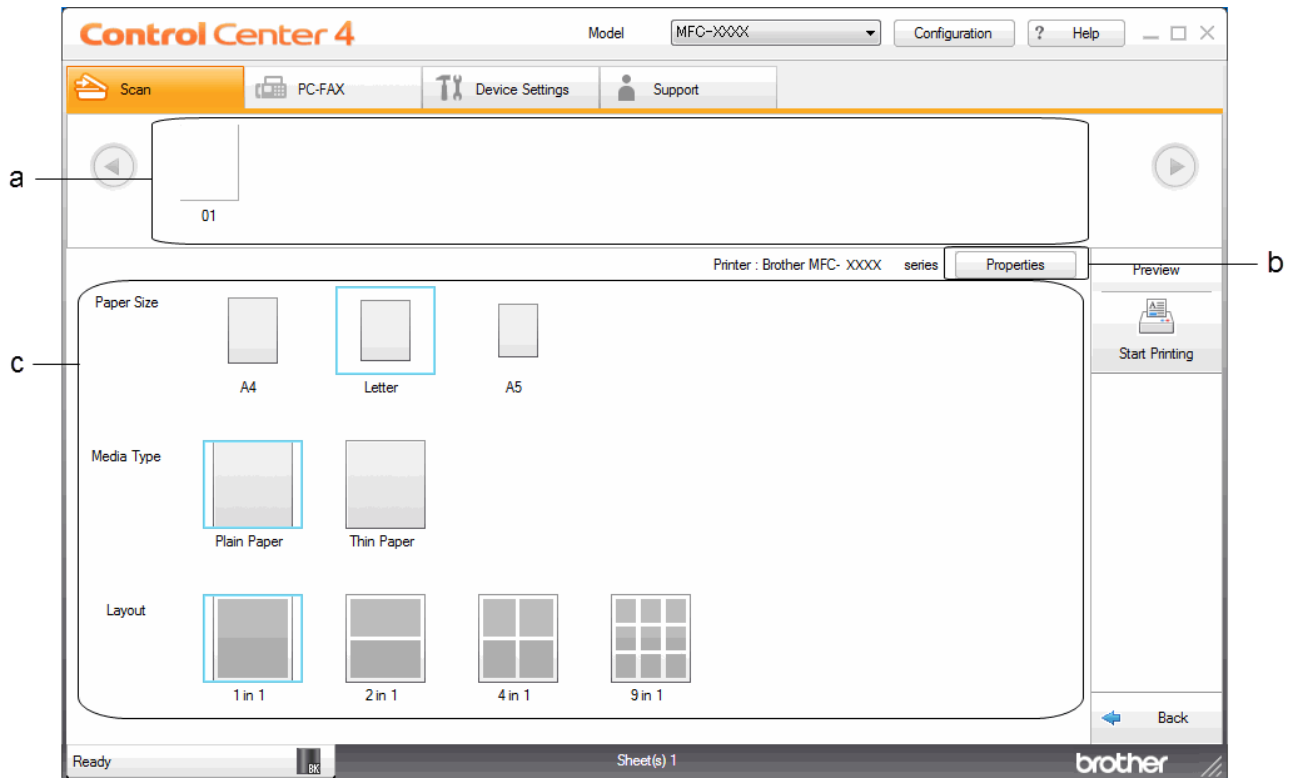 Control Center 4 Model MFC-XXXX Configuration ? Help
Scan PC-FAX Device Settings Support
a
01
Printer : Brother MFC- XXXX series Properties
b
Preview
Paper Size
Start Printing
c
A4 Letter A5
Media Type
Plain Paper Thin Paper
Layout
1 in 1 2 in 1 4 in 1 9 in 1
Back
Ready BK Sheet(s) 1 brother